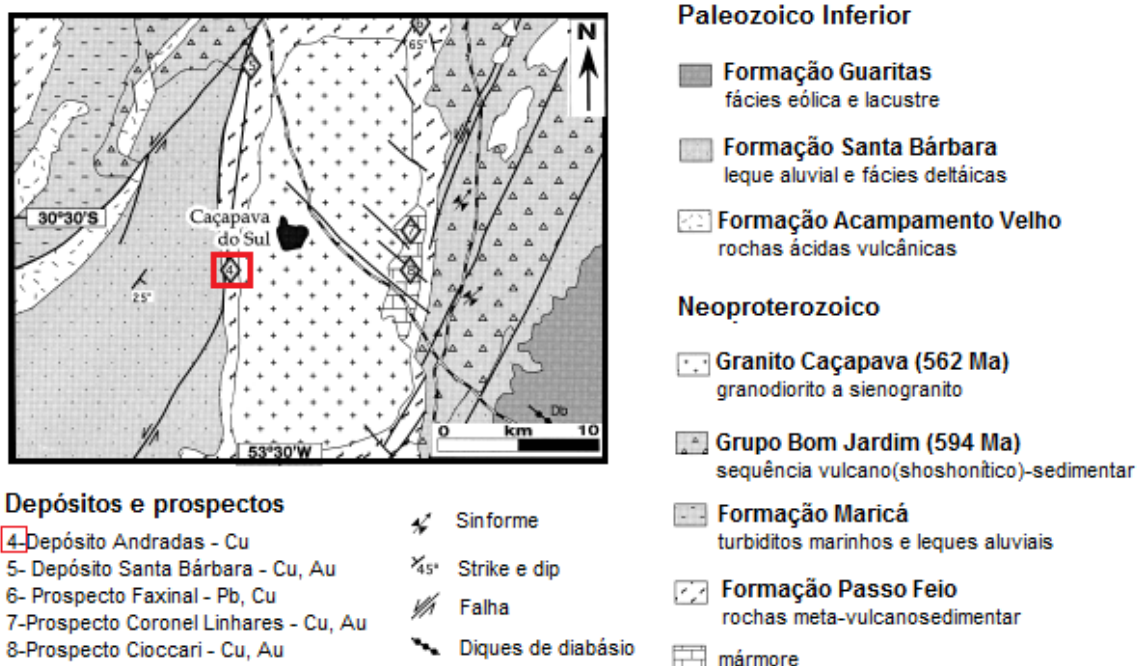 N
6
65°
5
30°30'S
Caçapava
do Sul
7
4
8
25°
Db
0 km 10
53°30'W
Depósitos e prospectos
4-Depósito Andradas - Cu
5- Depósito Santa Bárbara - Cu, Au
6- Prospecto Faxinal - Pb, Cu
7-Prospecto Coronel Linhares - Cu, Au
8-Prospecto Cioccari - Cu, Au
Sinforme
45° Strike e dip
Falha
Diques de diabásio
Paleozoico Inferior
Formação Guaritas
fácies eólica e lacustre
Formação Santa Bárbara
leque aluvial e fácies deltáicas
Formação Acampamento Velho
rochas ácidas vulcânicas
Neoproterozoico
Granito Caçapava (562 Ma)
granodiorito a sienogranito
Grupo Bom Jardim (594 Ma)
sequência vulcano(shoshonítico)-sedimentar
Formação Maricá
turbiditos marinhos e leques aluviais
Formação Passo Feio
rochas meta-vulcanosedimentar
mármore